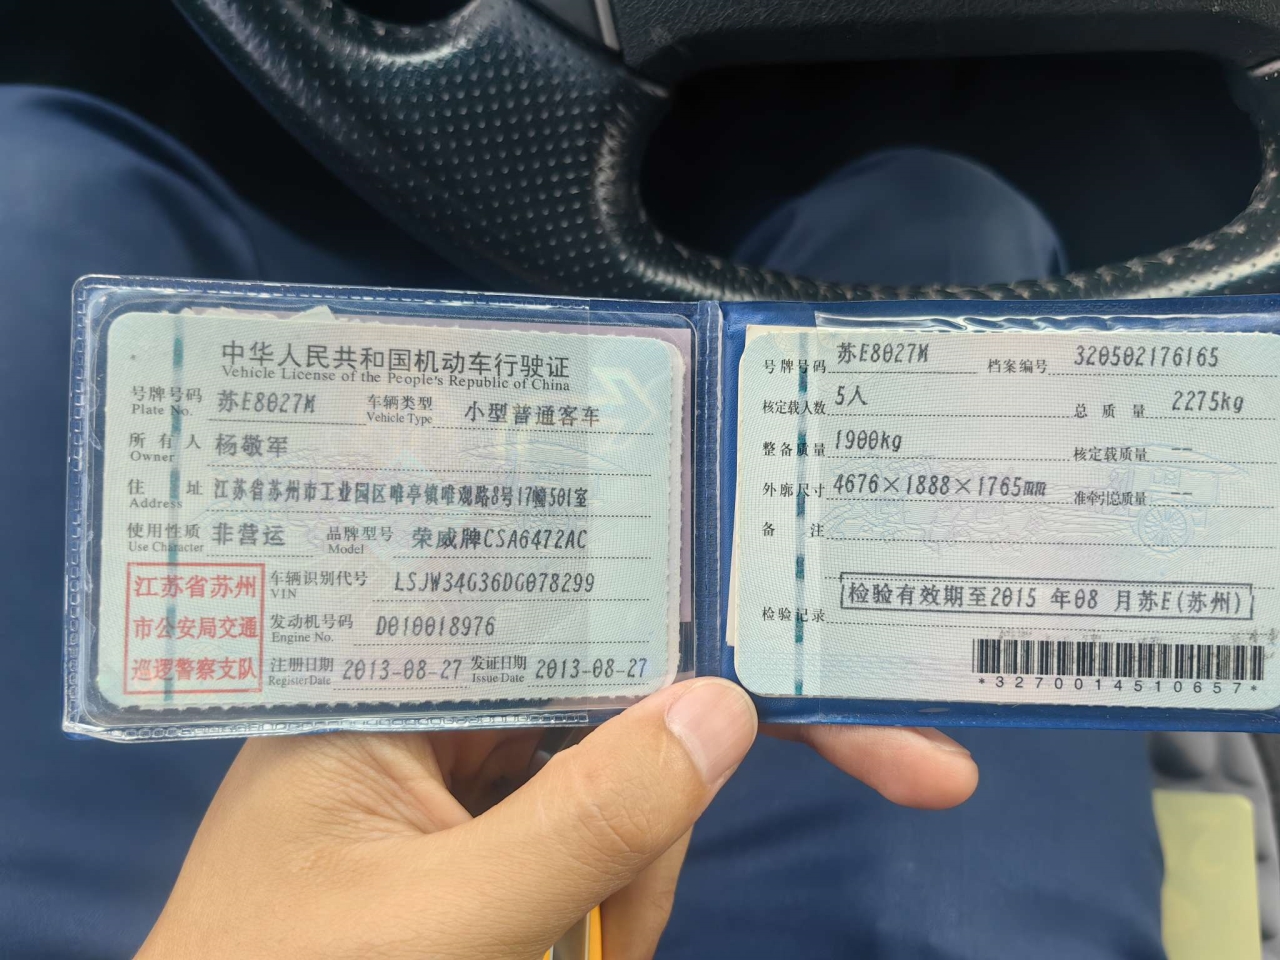 中华人民共和国机动车行驶证
Vehicle License of the People's Republic of China
号牌号码 苏E8027M 车辆类型 小型普通客车
Plate No. Vehicle Type
所有人 杨敬军
Owner
住址 江苏省苏州市工业园区唯亭镇唯观路8号17幢501室
Address
使用性质 非营运 品牌型号 荣威牌CSA6472AC
Use Character Model
江苏省苏州
市公安局交通
巡逻警察支队
车辆识别代号 LSJW34G36DG078299
VIN
发动机号码 D010018976
Engine No.
注册日期 2013-08-27 发证日期 2013-08-27
Register Date Issue Date
号牌号码 苏E8027M 档案编号 320502176165
核定载人数 5人 总质量 2275kg
整备质量 1900kg 核定载质量 --
外廓尺寸 4676×1888×1765mm 准牵引总质量 --
备注
检验记录 检验有效期至2015 年08 月苏E(苏州)
*3270014510657*